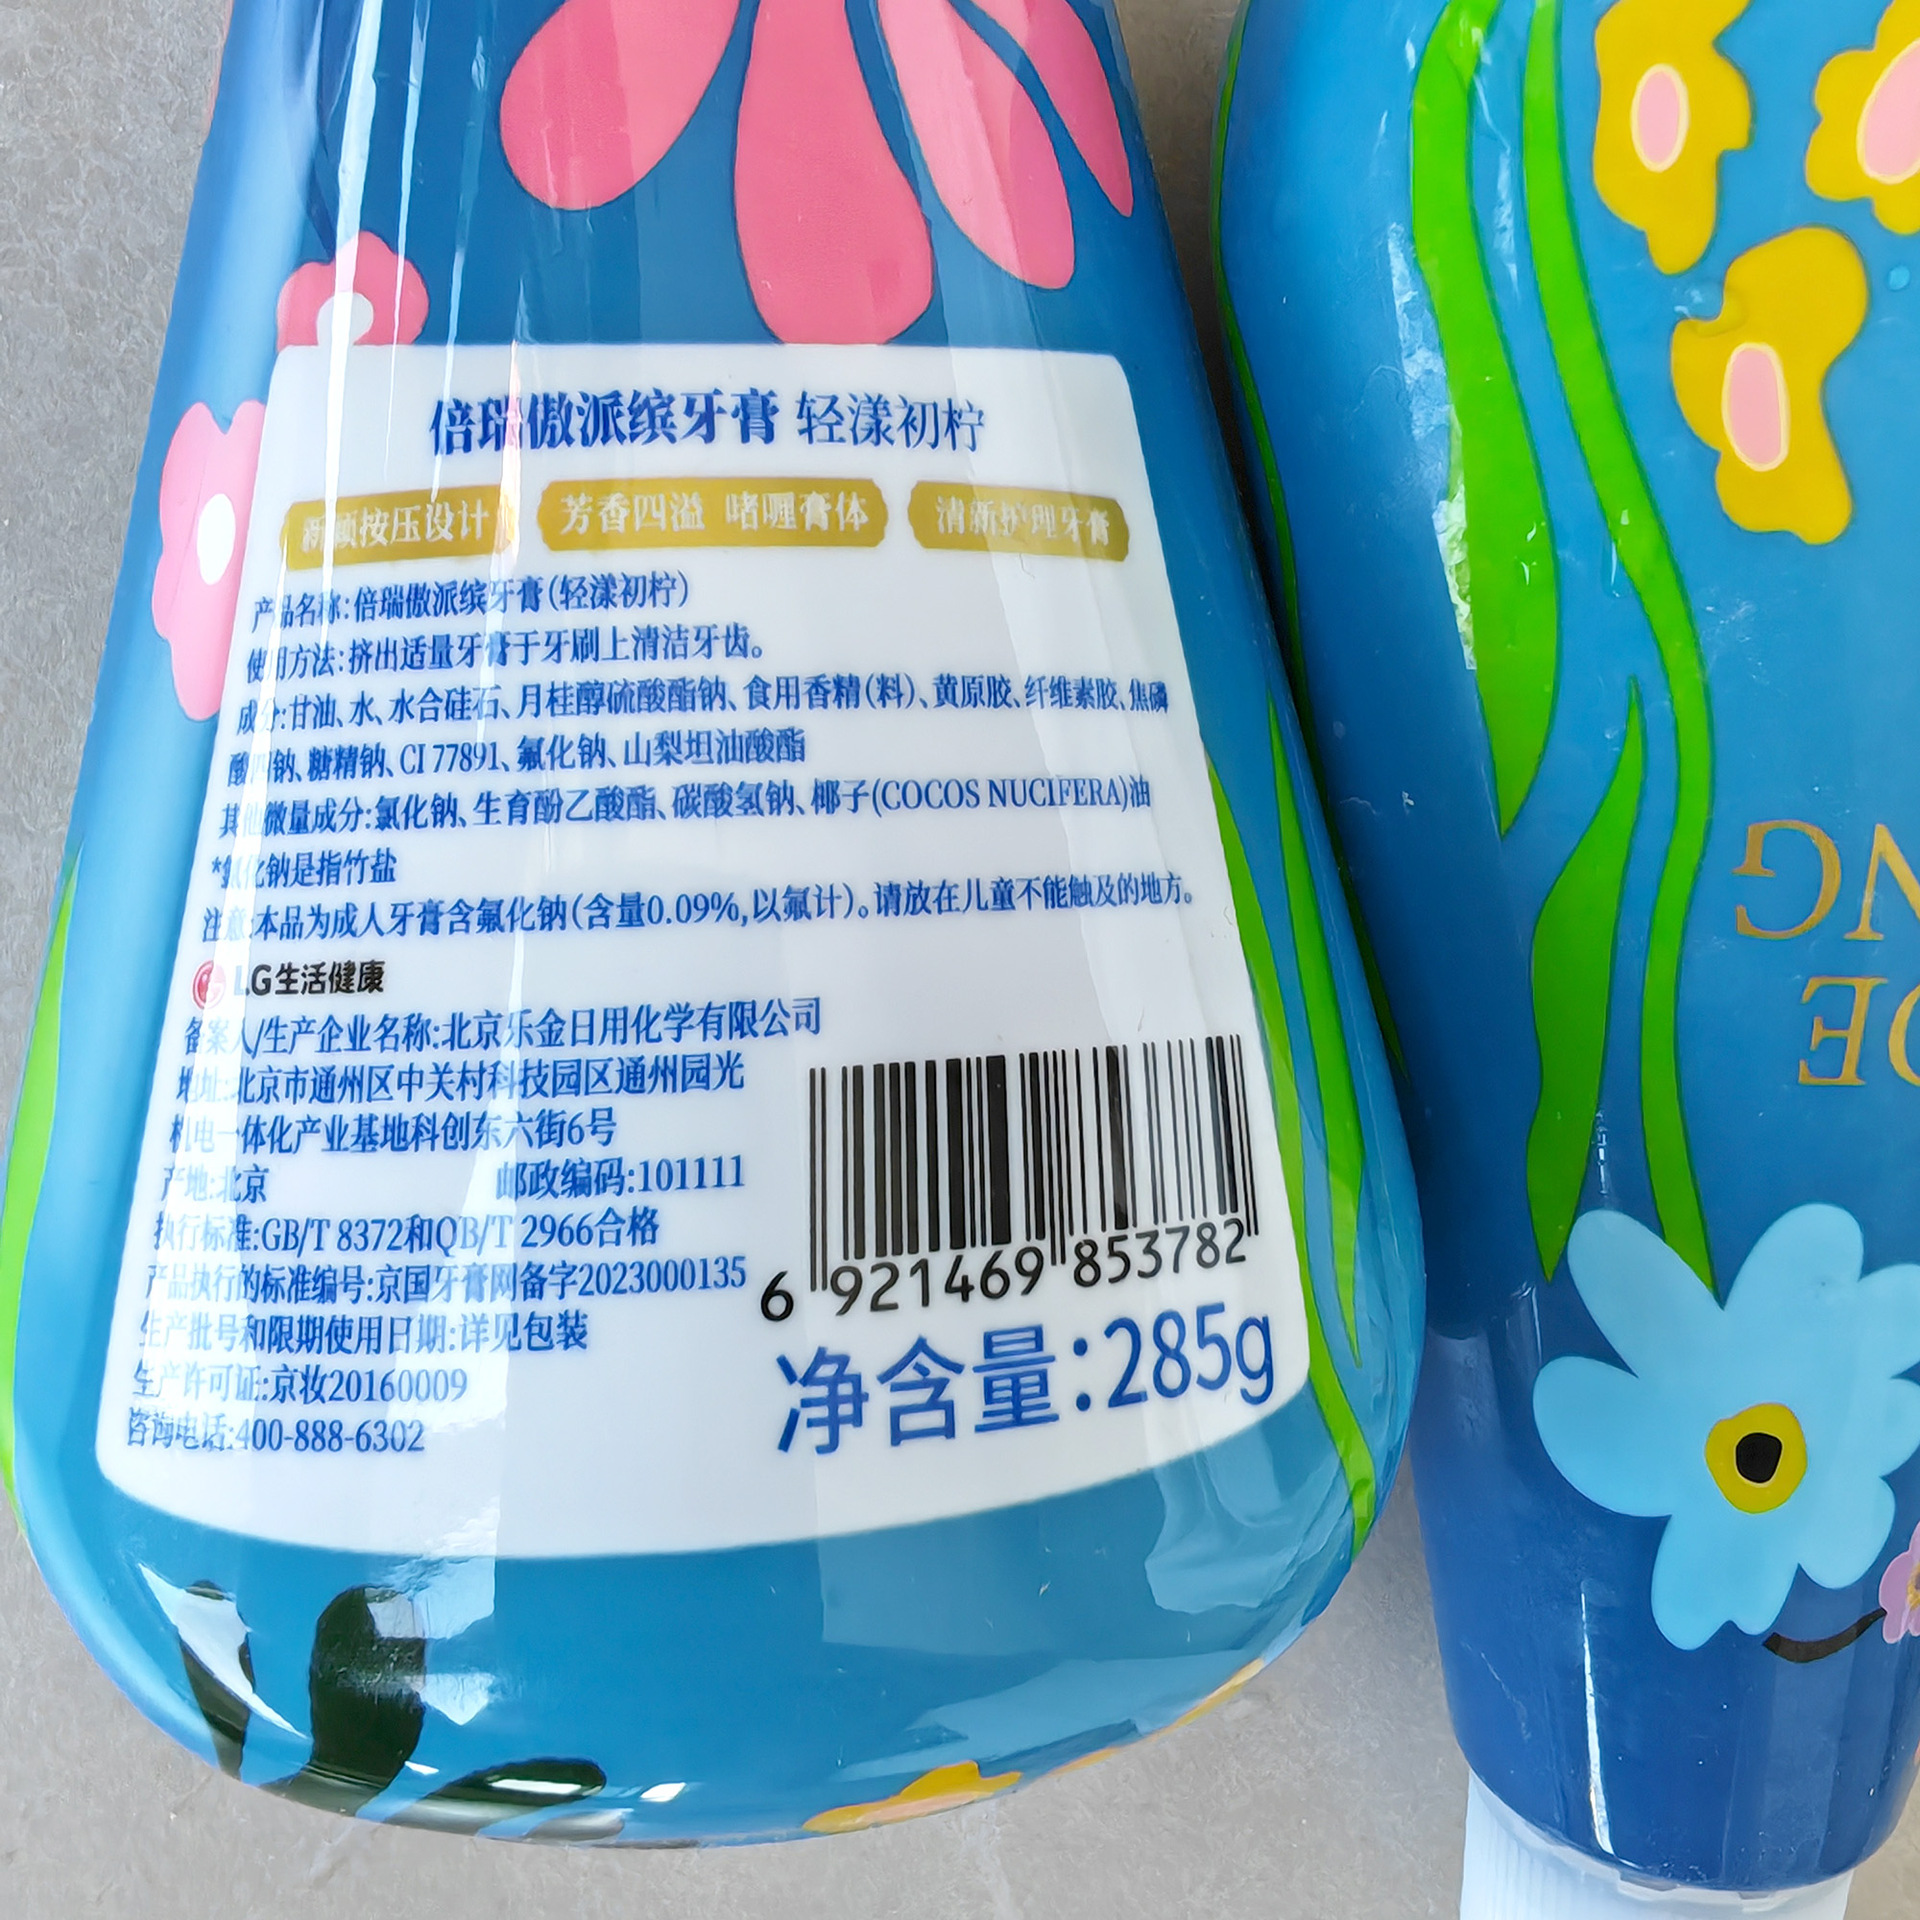 倍瑞傲派缤牙膏 轻漾初柠
新颖按压设计 芳香四溢 啫喱膏体 清新护理牙膏
产品名称:倍瑞傲派缤牙膏(轻漾初柠)
使用方法:挤出适量牙膏于牙刷上清洁牙齿。
成分:甘油、水、水合硅石、月桂醇硫酸酯钠、食用香精(料)、黄原胶、纤维素胶、焦磷
酸四钠、糖精钠、CI 77891、氟化钠、山梨坦油酸酯
其他微量成分:氯化钠、生育酚乙酸酯、碳酸氢钠、椰子(COCOS NUCIFERA)油
*氯化钠是指竹盐
注意:本品为成人牙膏含氟化钠(含量0.09%,以氟计)。请放在儿童不能触及的地方。
LG生活健康
备案人/生产企业名称:北京乐金日用化学有限公司
地址:北京市通州区中关村科技园区通州园光
机电一体化产业基地科创东六街6号
产地:北京 邮政编码:101111
执行标准:GB/T 8372和QB/T 2966合格
产品执行的标准编号:京国牙膏网备字2023000135
生产批号和限期使用日期:详见包装
生产许可证:京妆20160009
咨询电话:400-888-6302
6 921469 853782
净含量:285g
DE
NG